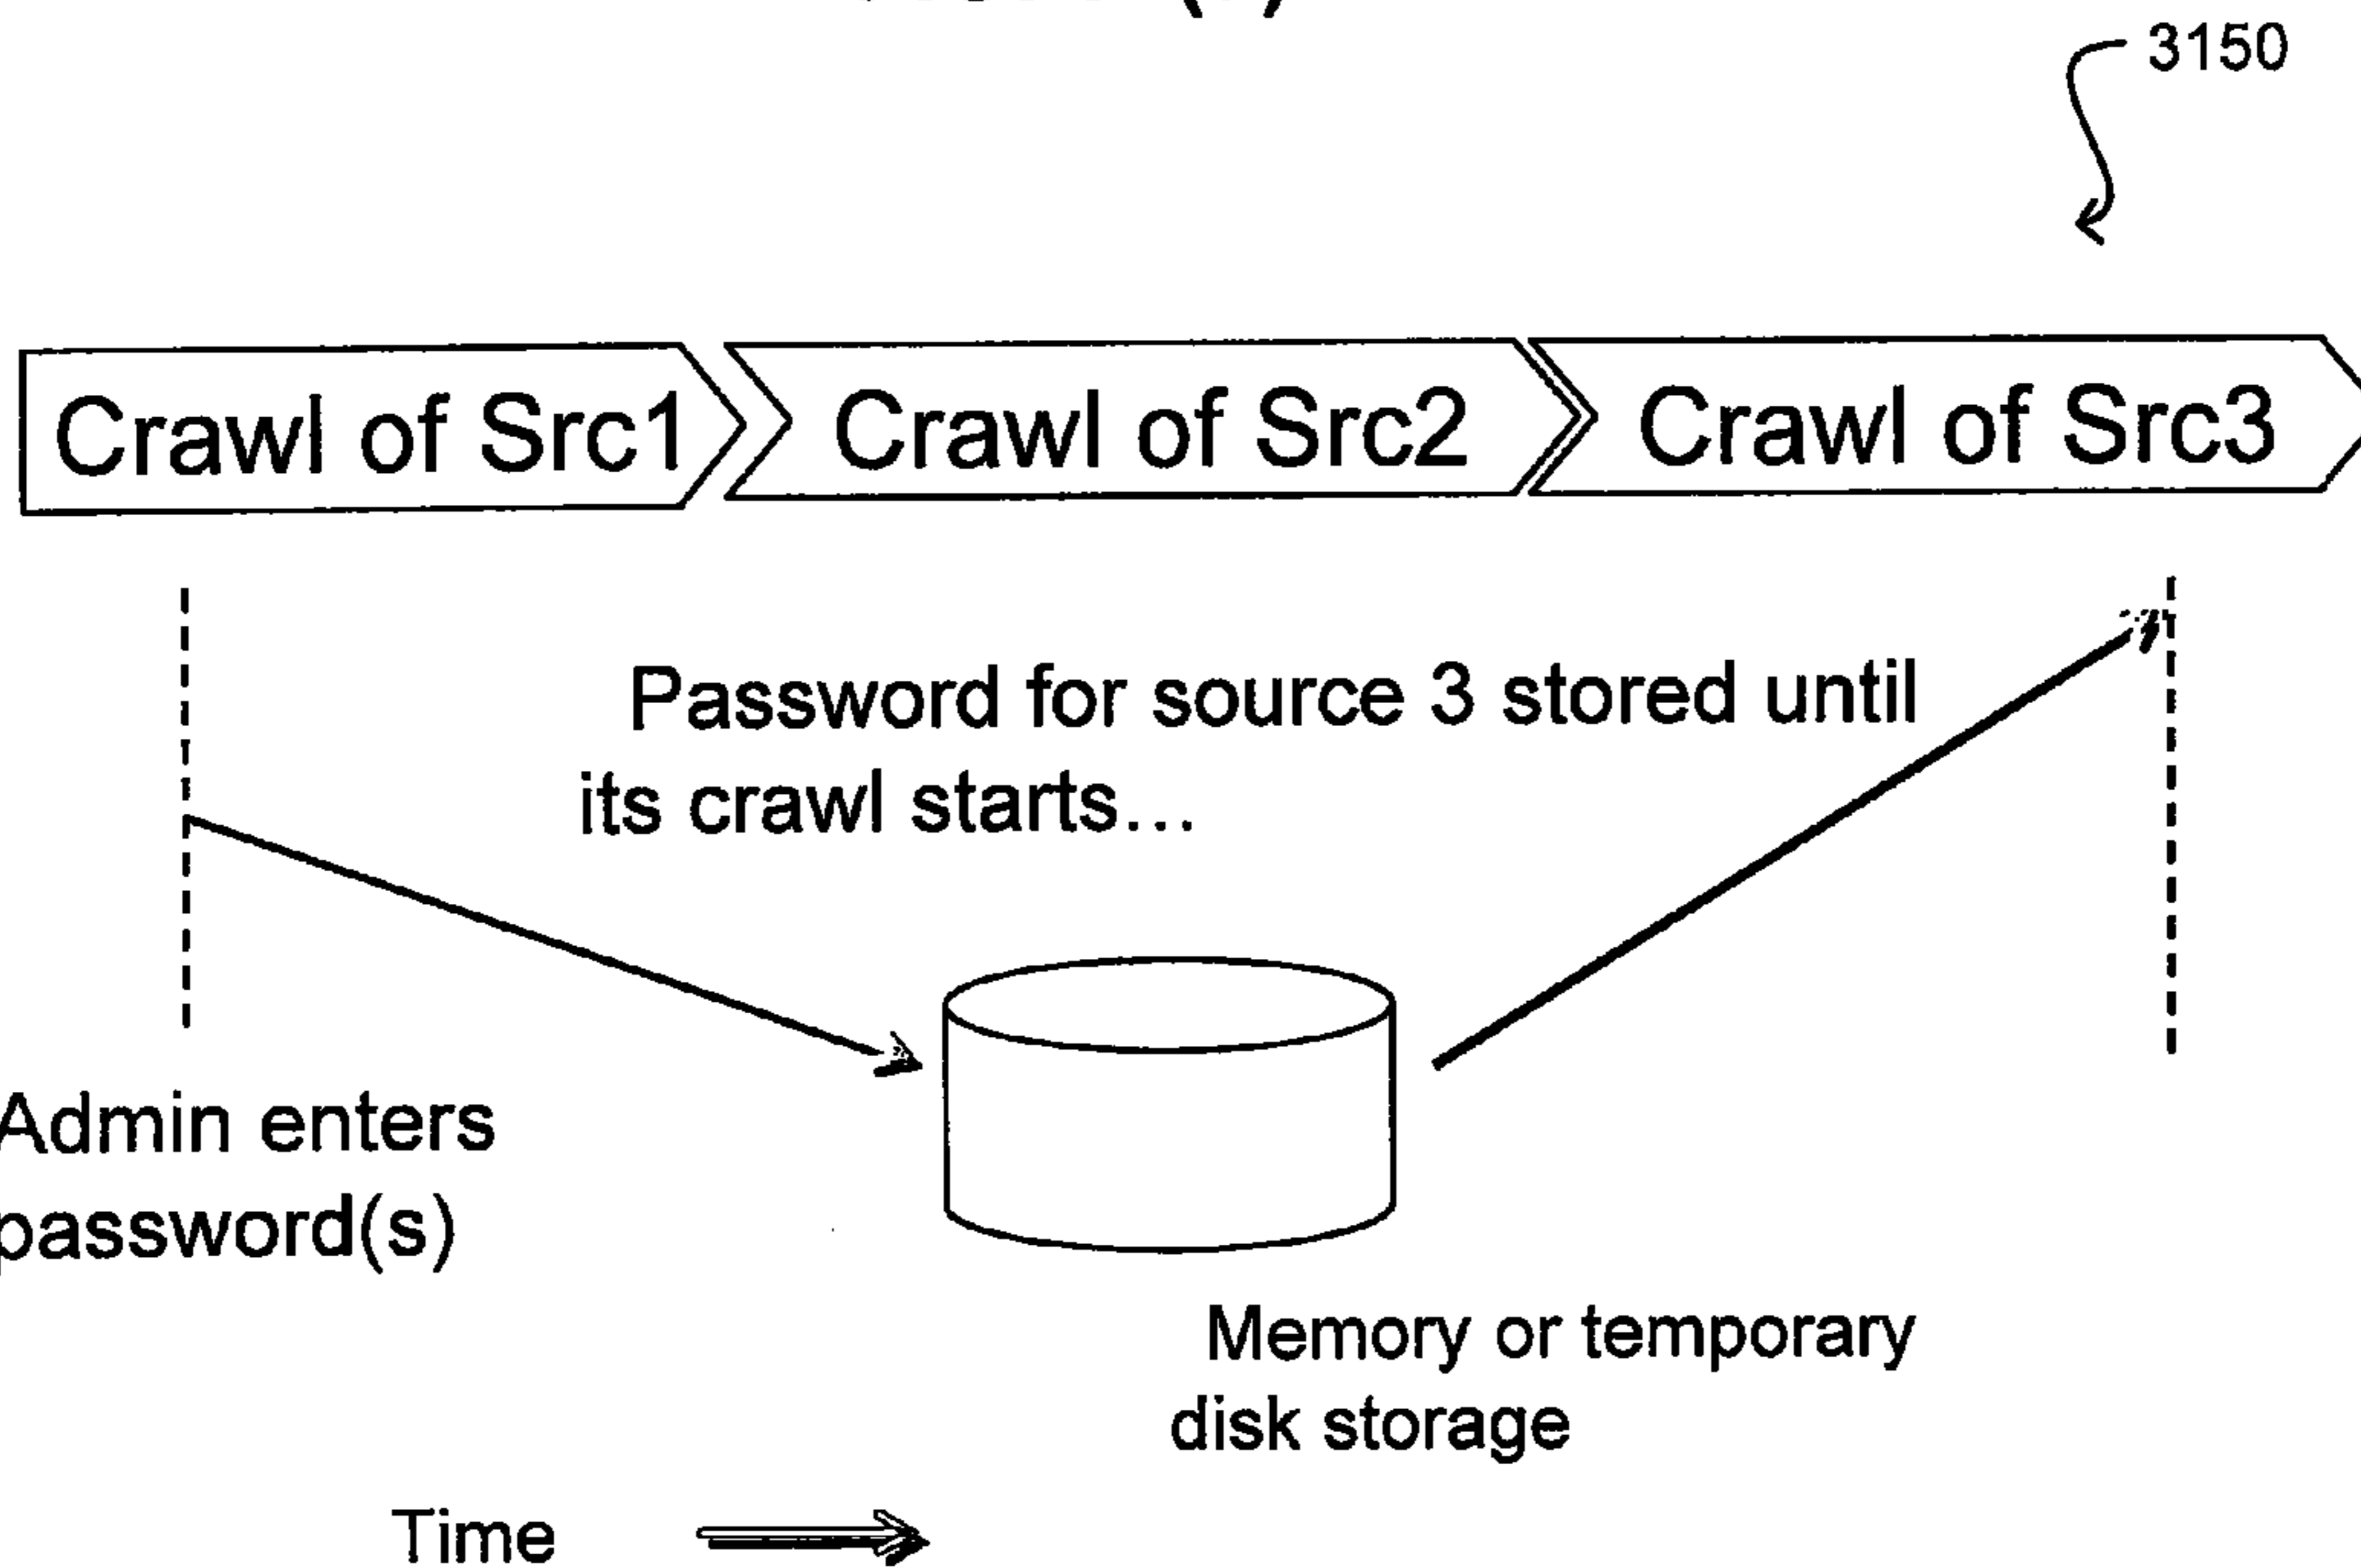 3150
Crawl of Src1
Crawl of Src2
Crawl of Src3
Password for source 3 stored until
its crawl starts...
Admin enters
password(s)
Memory or temporary
disk storage
Time